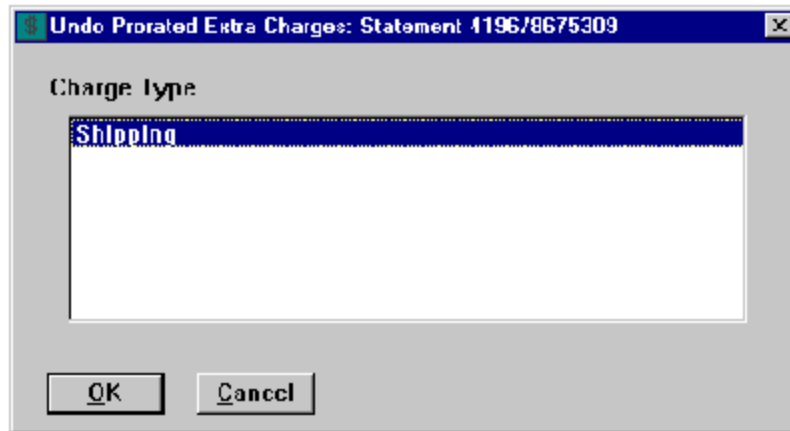 Undo Prorated Extra Charges: Statement 4196/8675309
Charge Type
Shipping
OK
Cancel